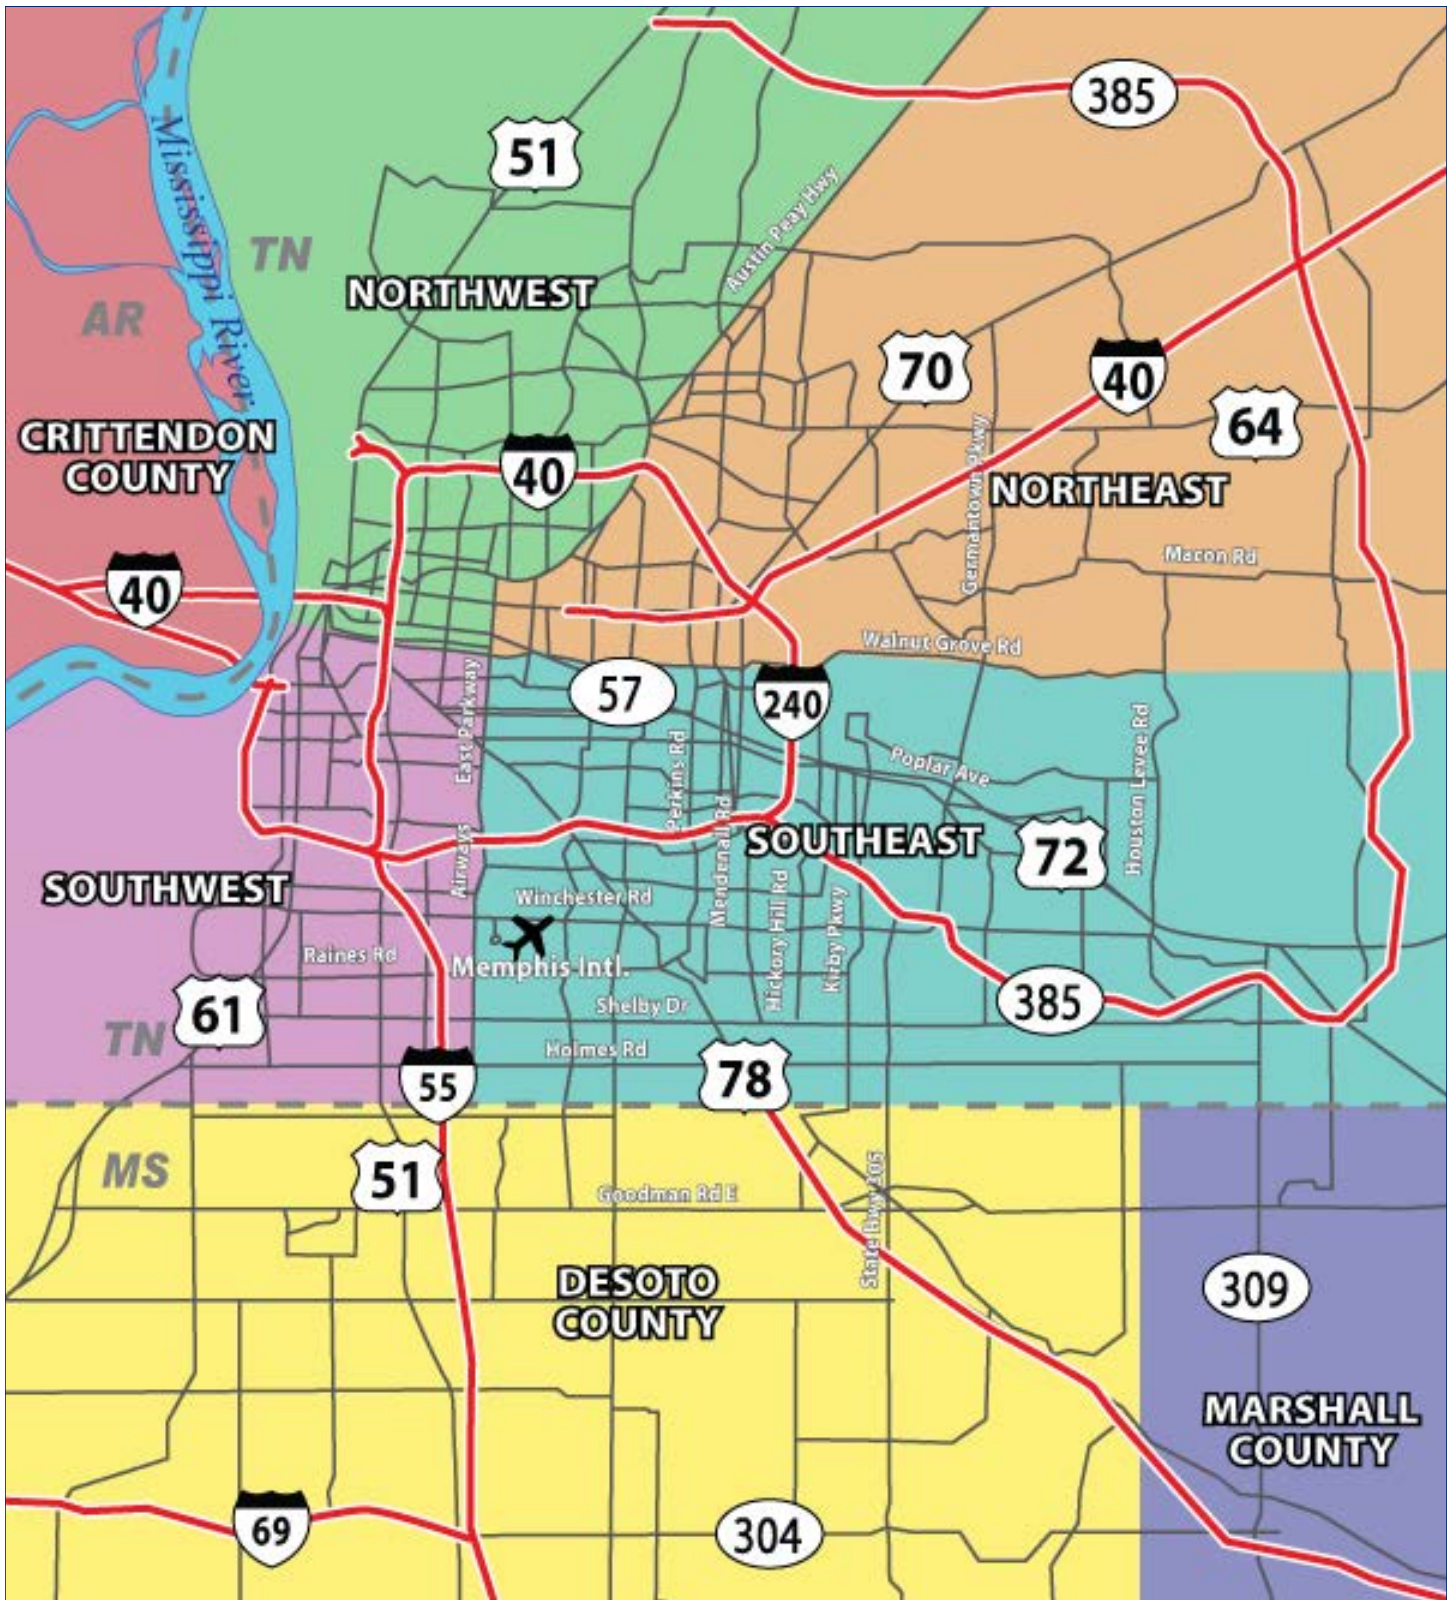 385
51
Mississippi River
TN
Austin Peay Hwy
NORTHWEST
AR
70
40
64
CRITTENDON
COUNTY
40
Germantown Pkwy
NORTHEAST
Macon Rd
40
Walnut Grove Rd
57
240
East Parkway
Perkins Rd
Poplar Ave
Houston Levee Rd
Mendenhall Rd
SOUTHEAST
72
Airways
SOUTHWEST
Winchester Rd
Hickory Hill Rd
Kirby Pkwy
Raines Rd
Memphis Intl.
385
61
Shelby Dr
TN
Holmes Rd
55
78
MS
51
Goodman Rd E
State Hwy 305
DESOTO
COUNTY
309
MARSHALL
COUNTY
69
304